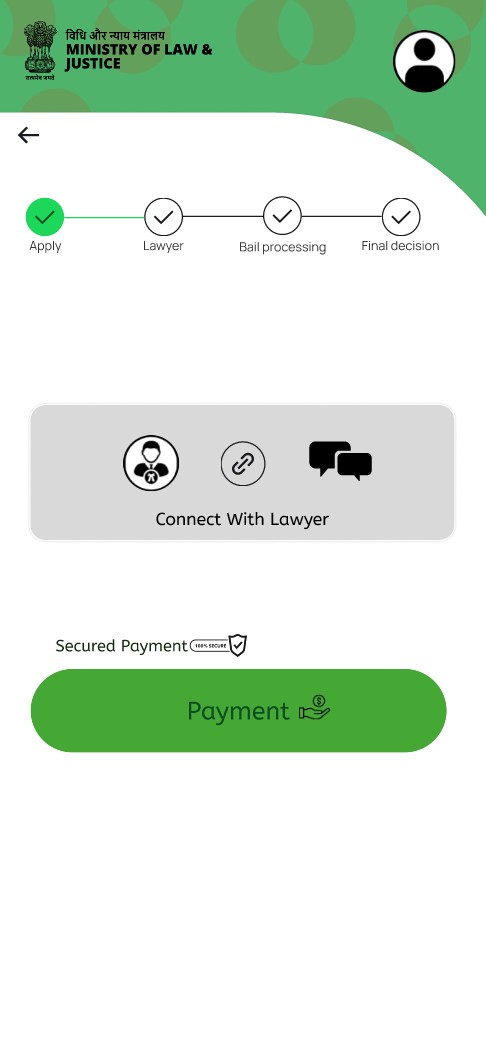 विधि और न्याय मंत्रालय
MINISTRY OF LAW &
JUSTICE
सत्यमेव जयते
Apply
Lawyer
Bail processing
Final decision
Connect With Lawyer
Secured Payment 100% SECURE
Payment